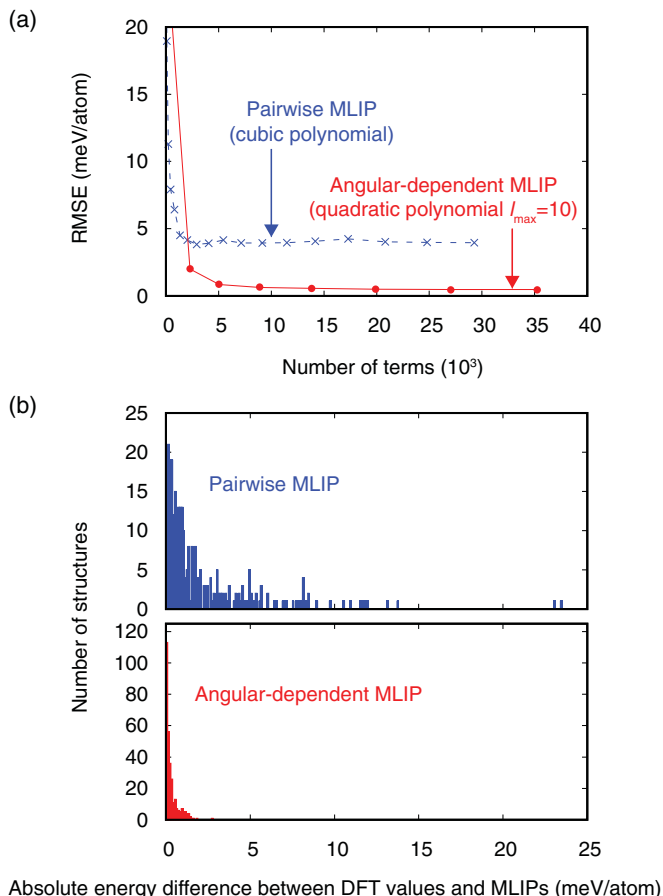 (a)
20
15
10
5
0
RMSE (meV/atom)
Pairwise MLIP
(cubic polynomial)
Angular-dependent MLIP
(quadratic polynomial lmax=10)
0 5 10 15 20 25 30 35 40
Number of terms (10³)
(b)
25
20
15
10
5
0
Pairwise MLIP
Number of structures
120
100
80
60
40
20
0
Angular-dependent MLIP
0 5 10 15 20 25
Absolute energy difference between DFT values and MLIPs (meV/atom)